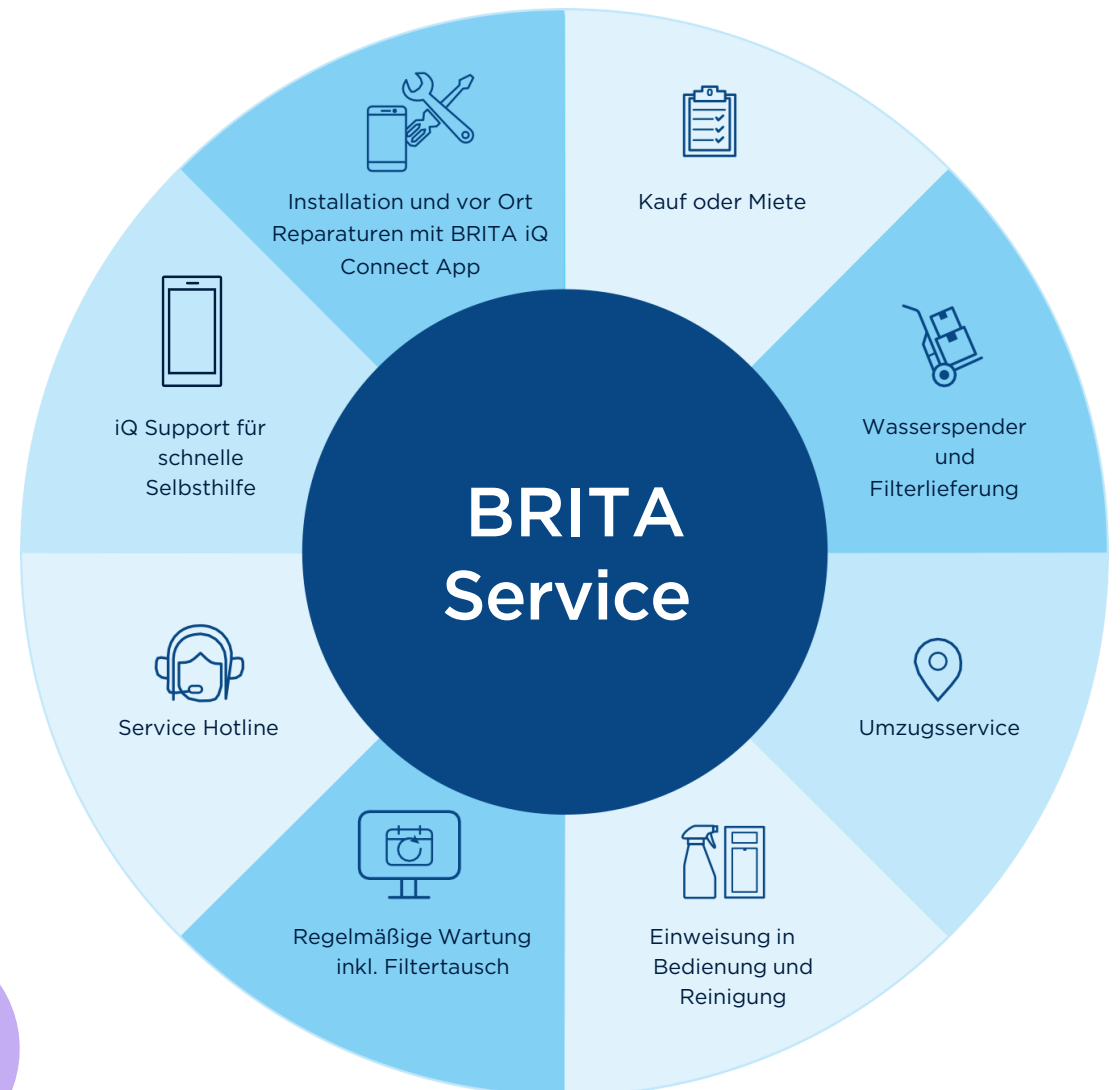 Installation und vor Ort
Reparaturen mit BRITA iQ
Connect App
Kauf oder Miete
Wasserspender
und
Filterlieferung
Umzugsservice
Einweisung in
Bedienung und
Reinigung
Regelmäßige Wartung
inkl. Filtertausch
Service Hotline
iQ Support für
schnelle
Selbsthilfe
BRITA
Service